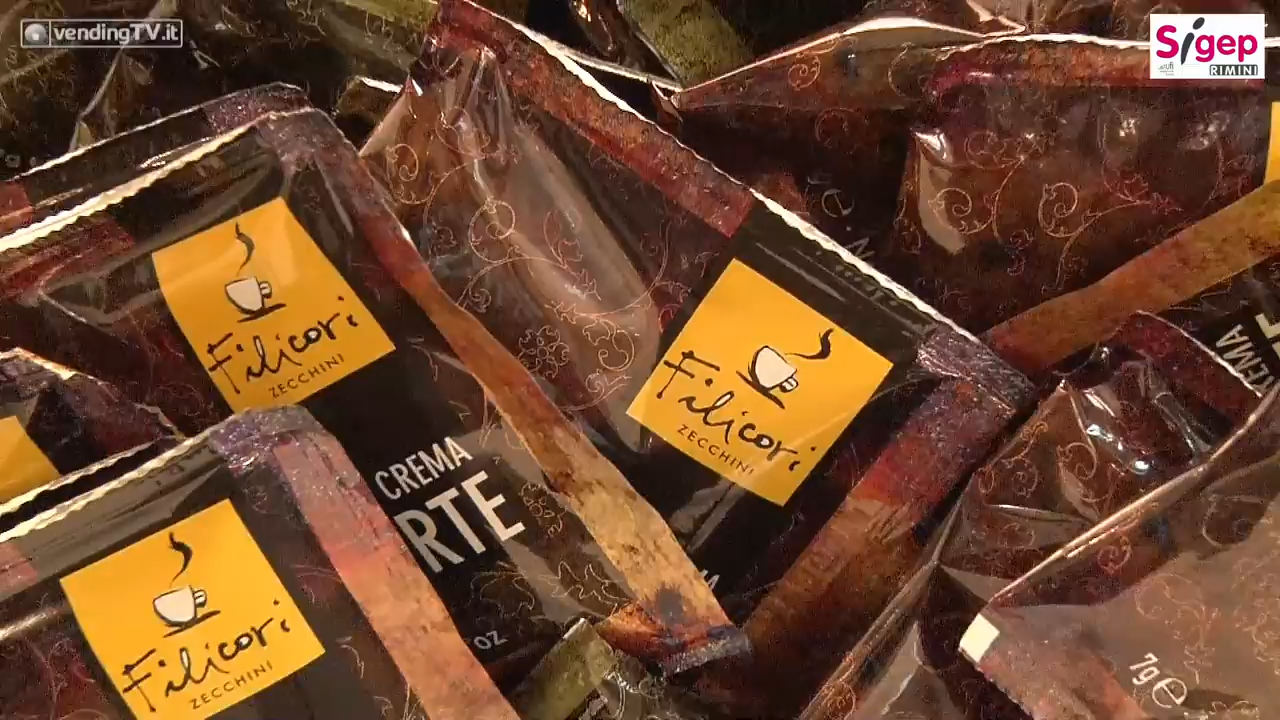 vendingTV.it
Sigep
RIMINI
Filicori
ZECCHINI
Filicori
ZECCHINI
CREMA
RTE
OZ
Filicori
ZECCHINI
7g e